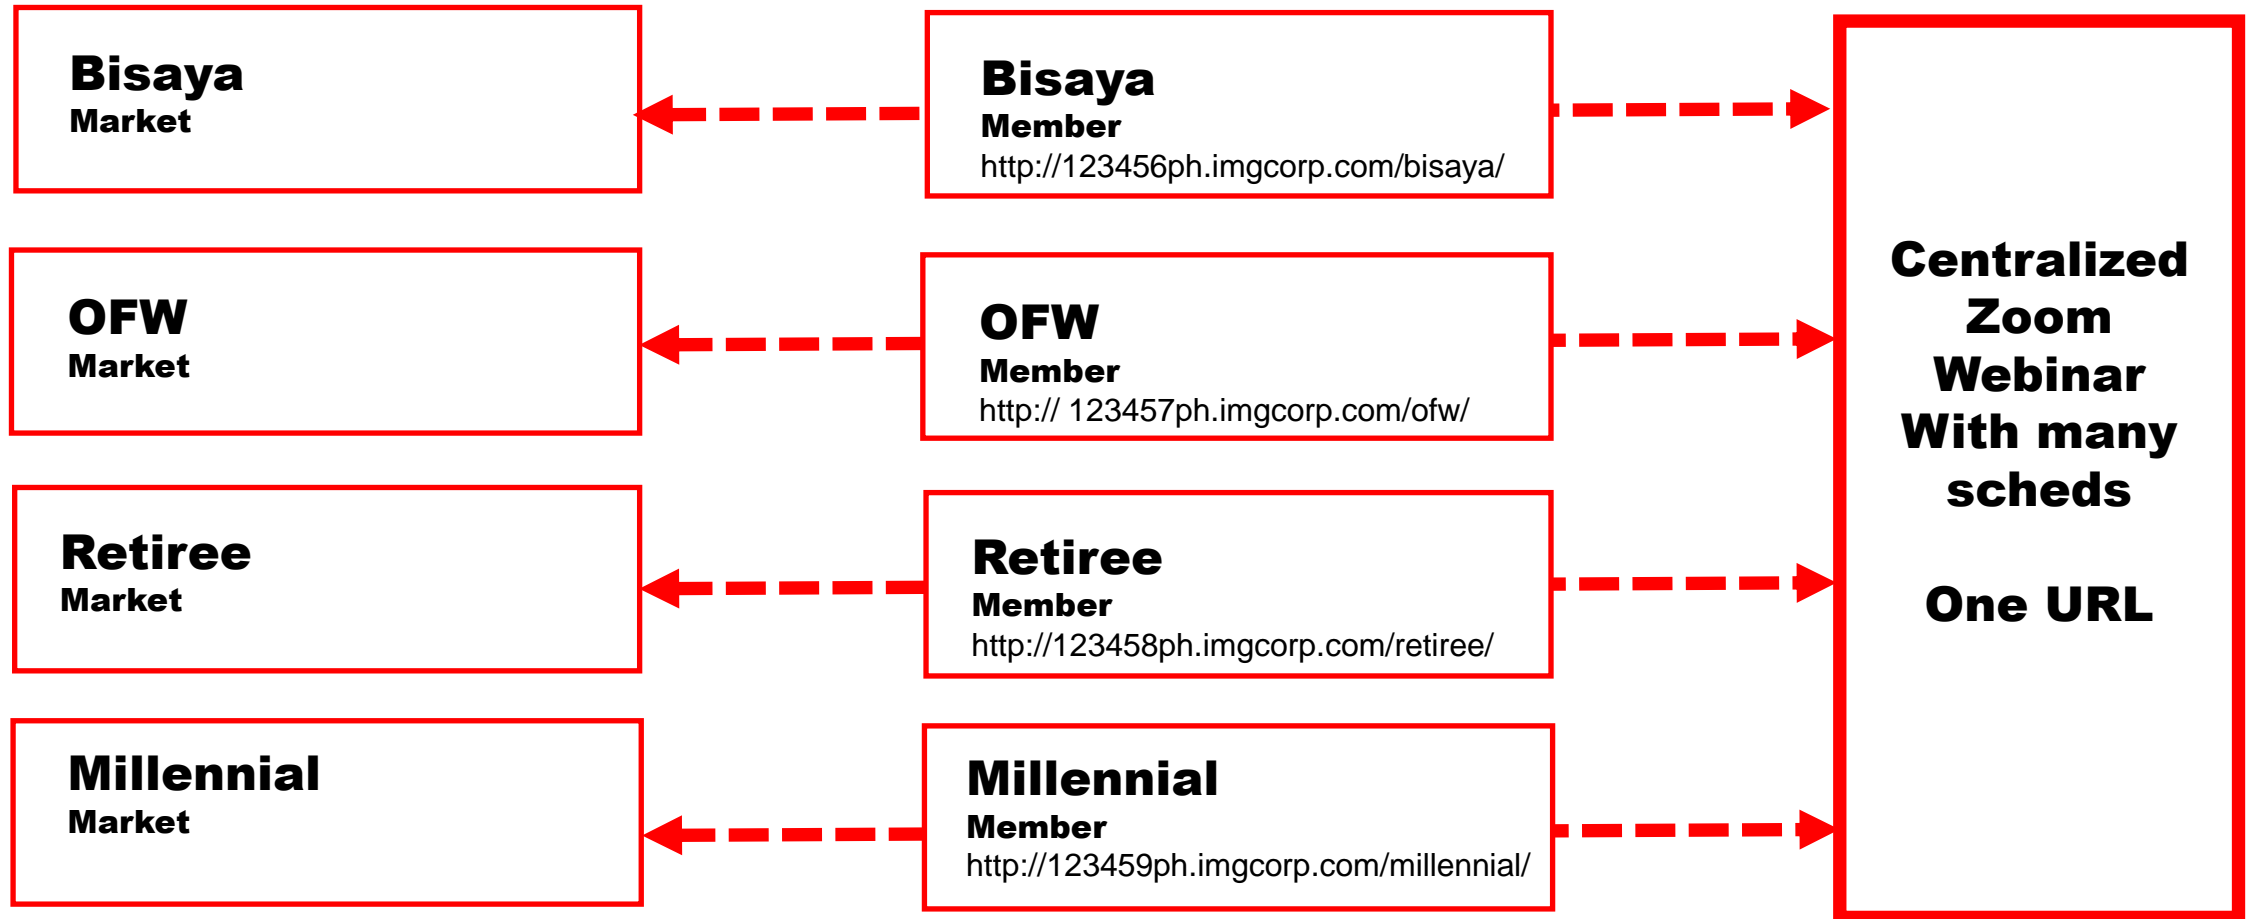 Bisaya
Market
Bisaya
Member
http://123456ph.imgcorp.com/bisaya/
OFW
Market
OFW
Member
http:// 123457ph.imgcorp.com/ofw/
Retiree
Market
Retiree
Member
http://123458ph.imgcorp.com/retiree/
Millennial
Market
Millennial
Member
http://123459ph.imgcorp.com/millennial/
Centralized
Zoom
Webinar
With many
scheds
One URL